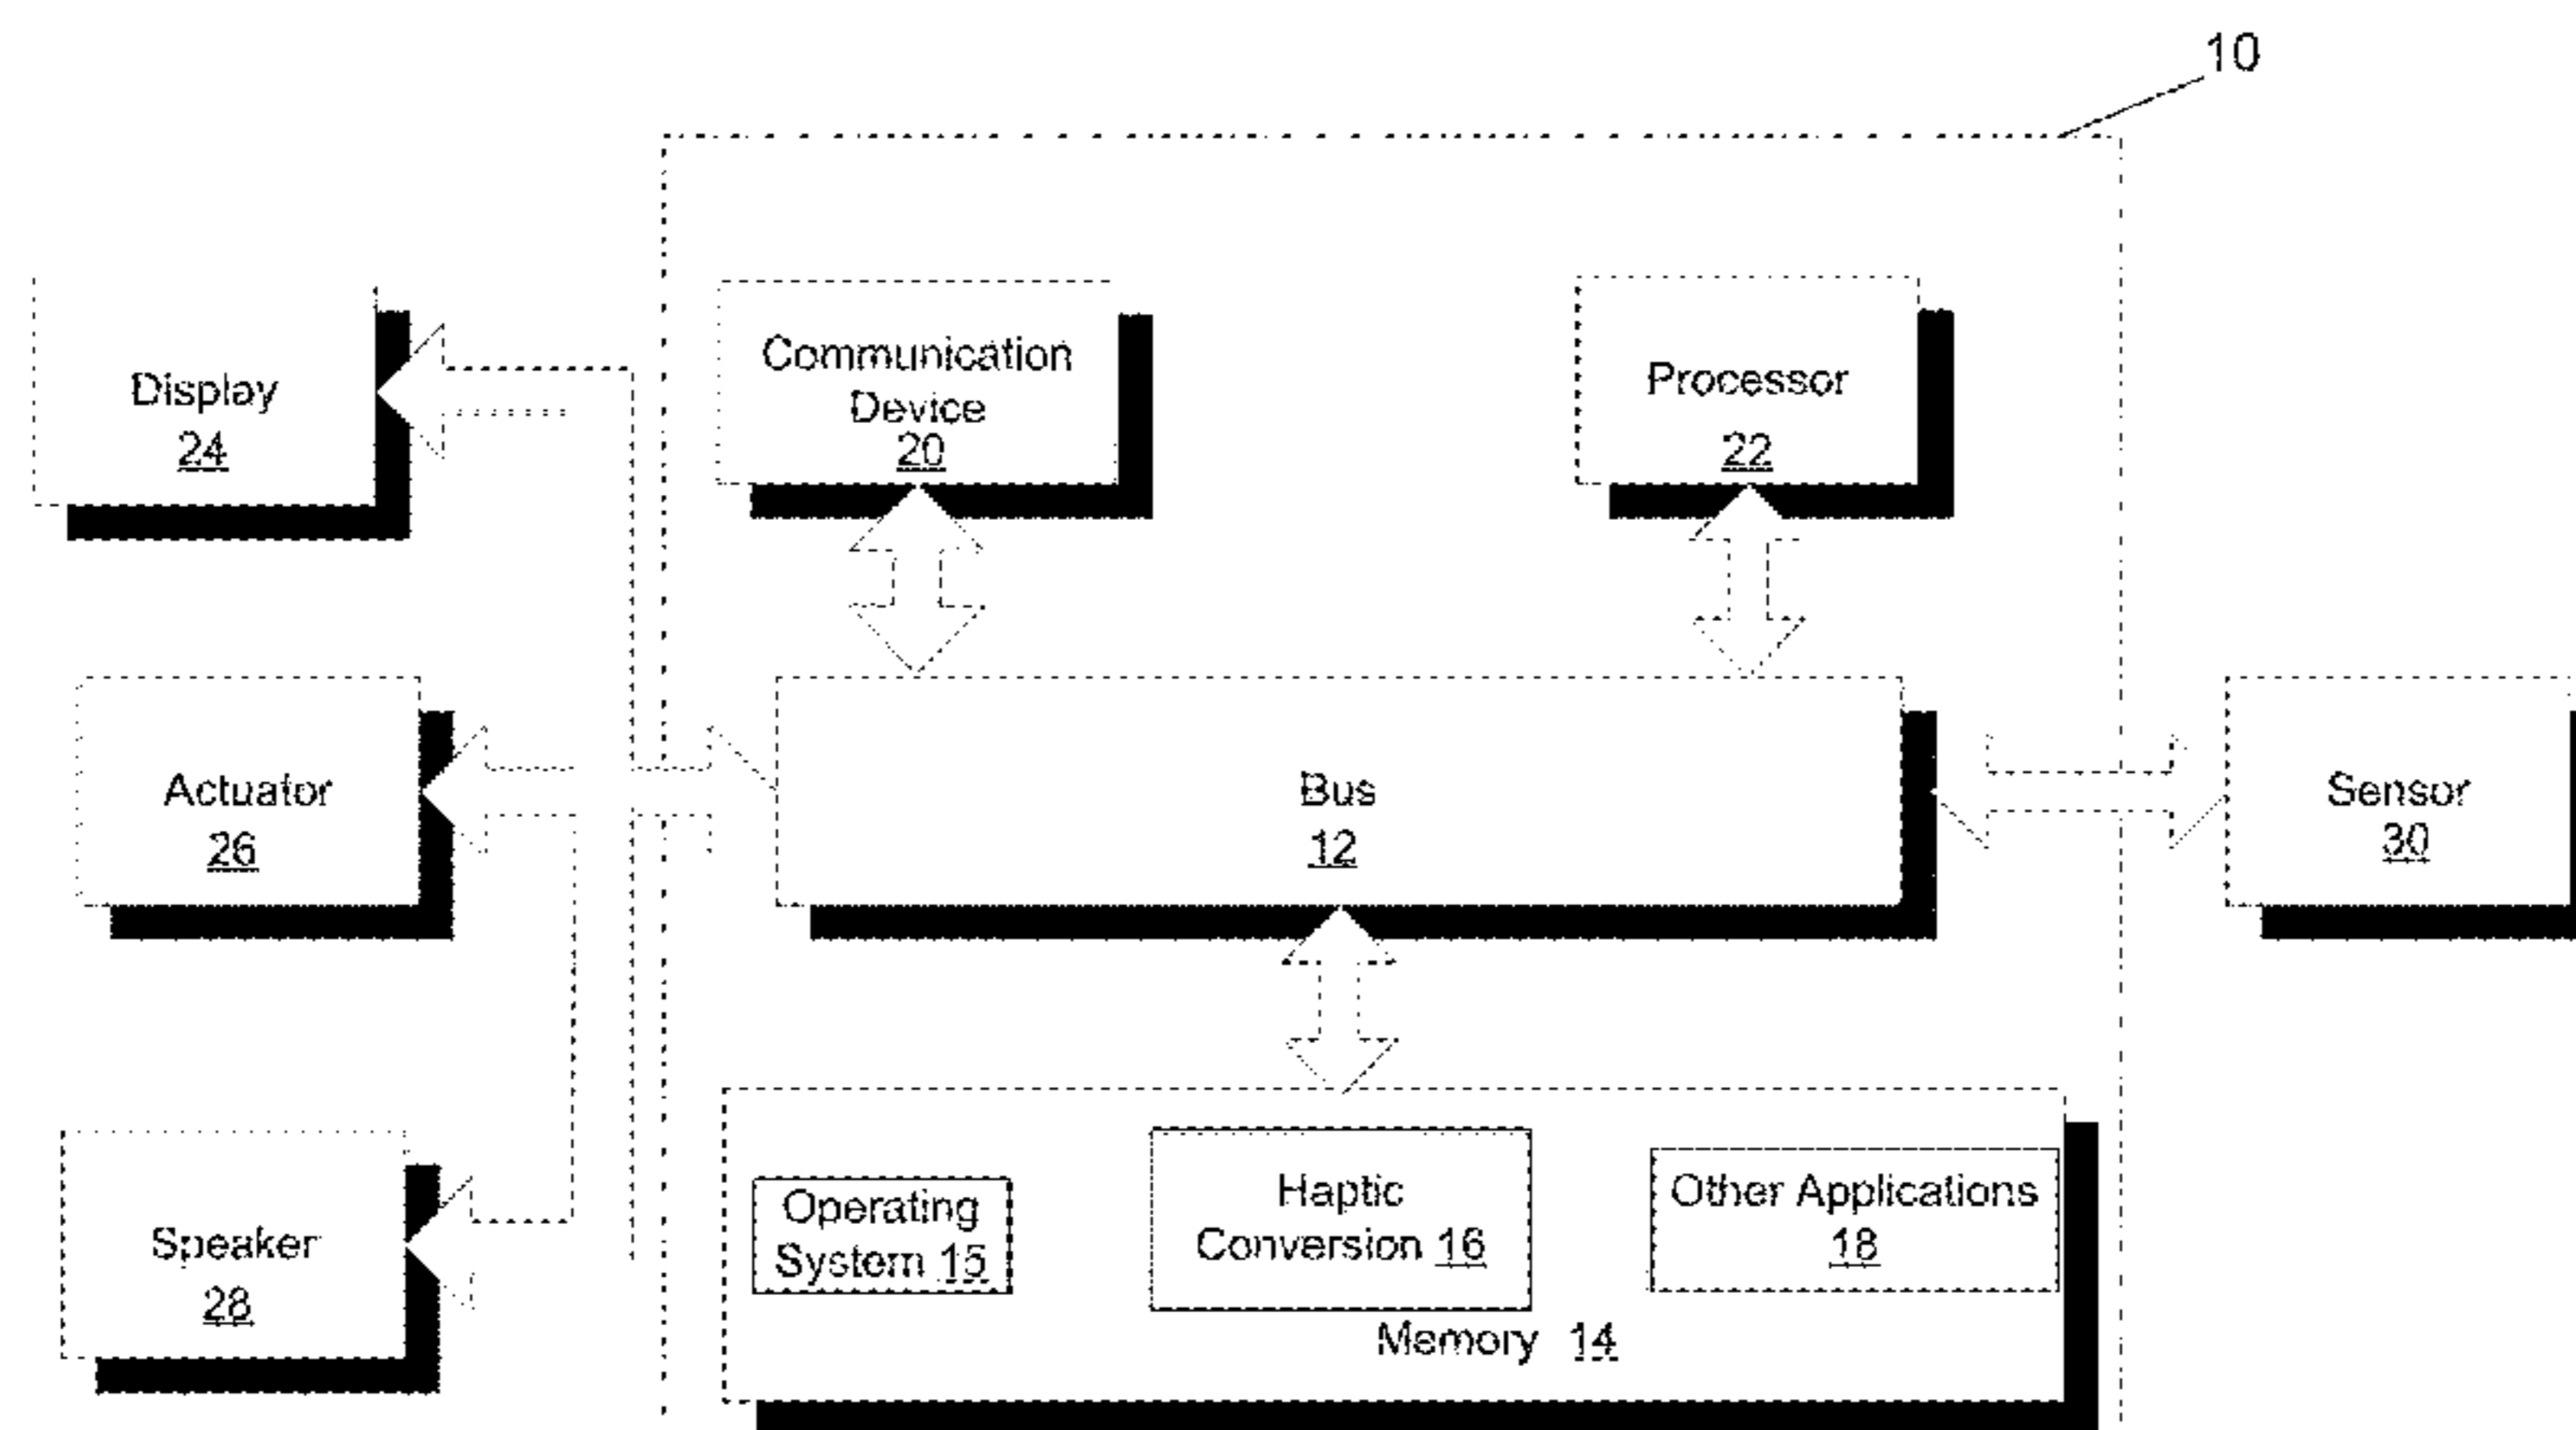 10
Communication
Device
20
Processor
22
Display
24
Actuator
26
Bus
12
Sensor
30
Speaker
28
Operating
System 15
Haptic
Conversion 16
Other Applications
18
Memory 14